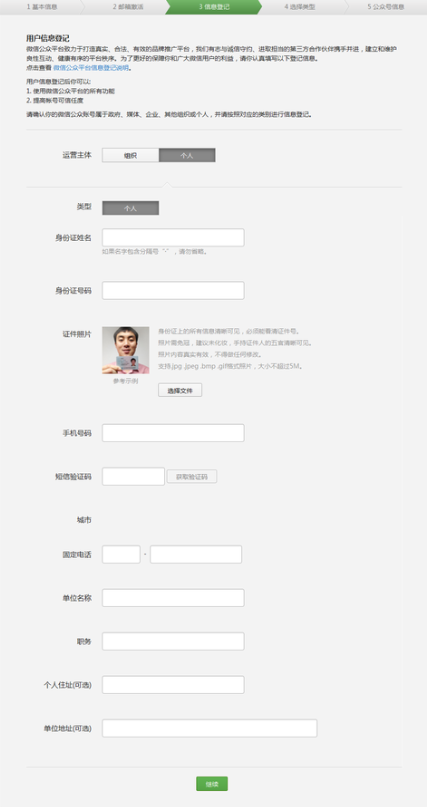 1 基本信息
2 邮箱激活
3 信息登记
4 选择类型
5 公众号信息
用户信息登记
微信公众平台致力于打造真实、合法、有效的品牌推广平台，我们有志与诚信守约、进取担当的第三方合作伙伴携手并进，建立和维护
良性互动、健康有序的平台秩序。为了更好的保障你和广大微信用户的利益，请你认真填写以下登记信息。
点击查看 微信公众平台信息登记说明。
用户信息登记后你可以:
1. 使用微信公众平台的所有功能
2. 提高账号可信任度
请确认你的微信公众账号属于政府、媒体、企业、其他组织或个人，并请按照对应的类别进行信息登记。
运营主体
组织
个人
类型
个人
身份证姓名
如果名字包含分隔号“·”，请勿省略。
身份证号码
证件照片
身份证上的所有信息清晰可见，必须能看清证件号。
照片需免冠，建议未化妆，手持证件人的五官清晰可见。
照片内容真实有效，不得做任何修改。
支持.jpg .jpeg .bmp .gif格式照片，大小不超过5M。
参考示例
选择文件
手机号码
短信验证码
获取验证码
城市
固定电话
-
单位名称
职务
个人住址(可选)
单位地址(可选)
继续